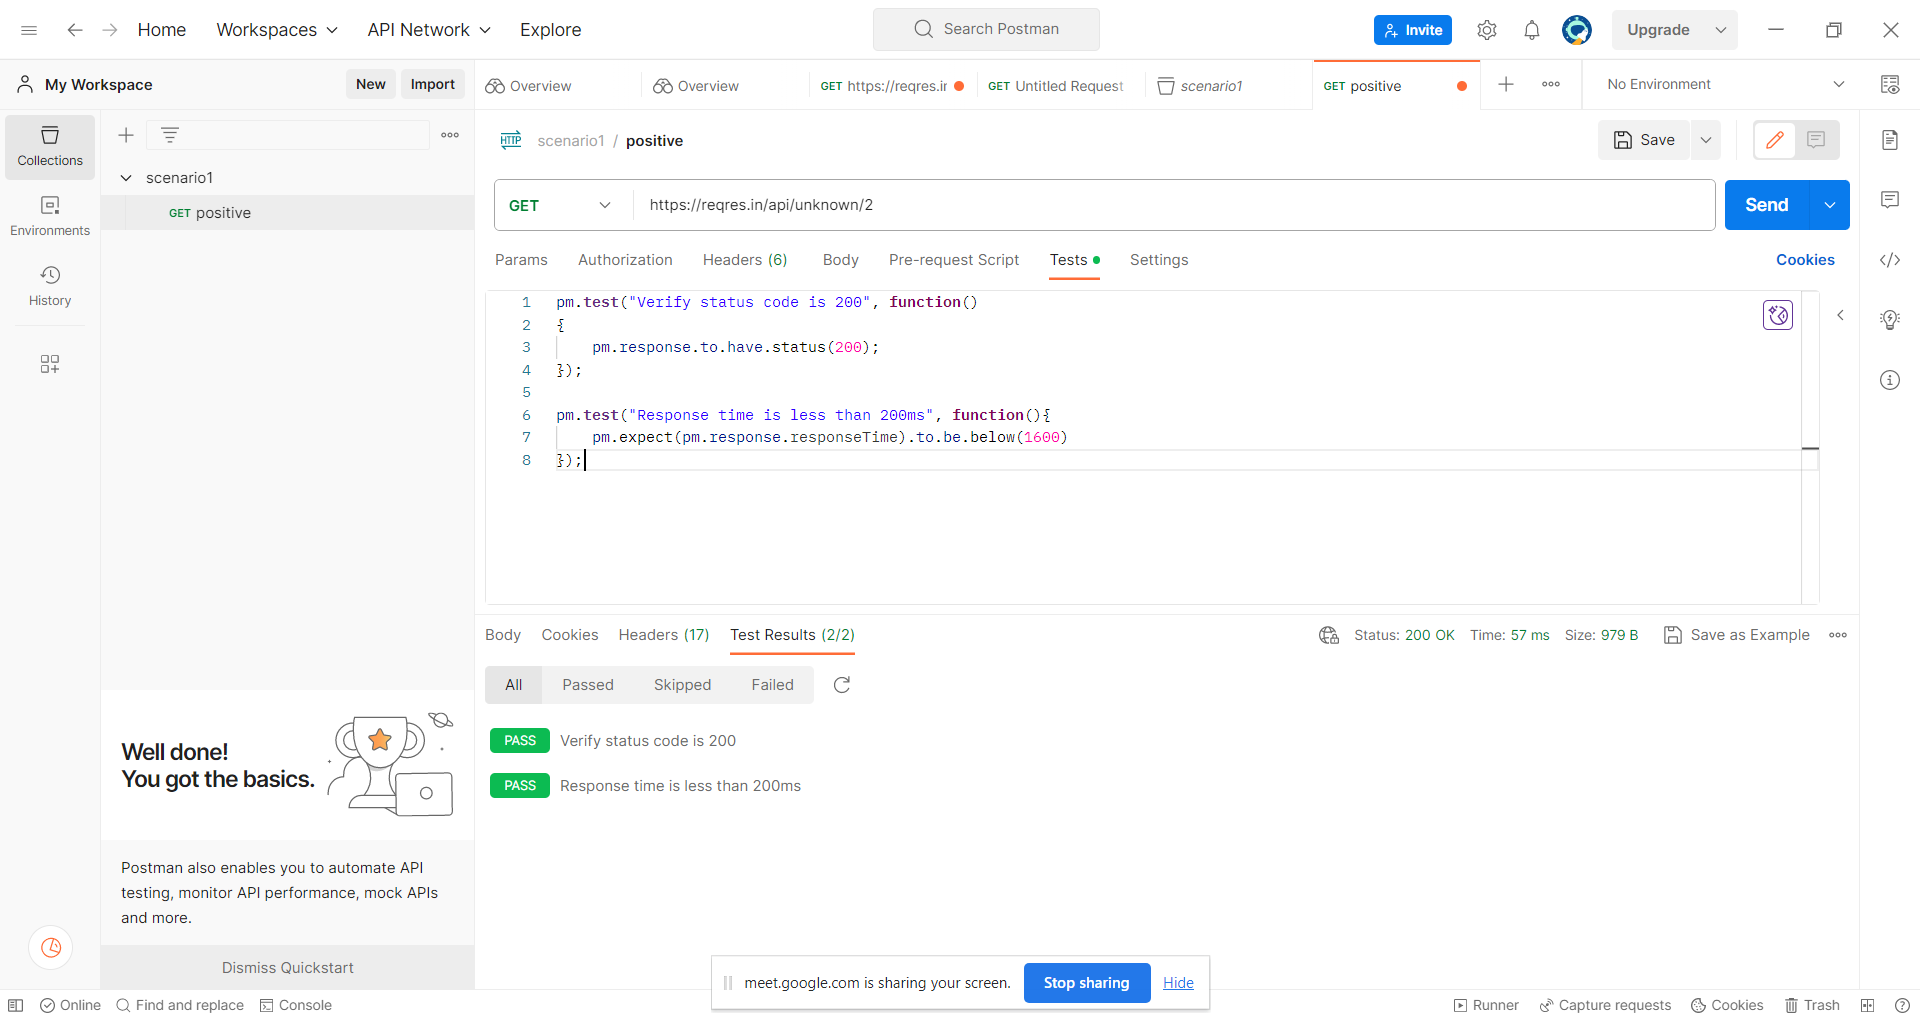 Home
Workspaces
API Network
Explore
Search Postman
Invite
Upgrade
My Workspace
New
Import
Overview
Overview
GET https://reqres.ir
GET Untitled Request
scenario1
GET positive
No Environment
Collections
Environments
History
scenario1
GET positive
HTTP
scenario1 / positive
Save
GET
https://reqres.in/api/unknown/2
Send
Params
Authorization
Headers (6)
Body
Pre-request Script
Tests
Settings
Cookies
1 pm.test("Verify status code is 200", function()
2 {
3 pm.response.to.have.status(200);
4 });
5
6 pm.test("Response time is less than 200ms", function(){
7 pm.expect(pm.response.responseTime).to.be.below(1600)
8 });
Body
Cookies
Headers (17)
Test Results (2/2)
Status: 200 OK
Time: 57 ms
Size: 979 B
Save as Example
All
Passed
Skipped
Failed
PASS Verify status code is 200
PASS Response time is less than 200ms
Well done!
You got the basics.
Postman also enables you to automate API
testing, monitor API performance, mock APIs
and more.
Dismiss Quickstart
meet.google.com is sharing your screen.
Stop sharing
Hide
Online
Find and replace
Console
Runner
Capture requests
Cookies
Trash